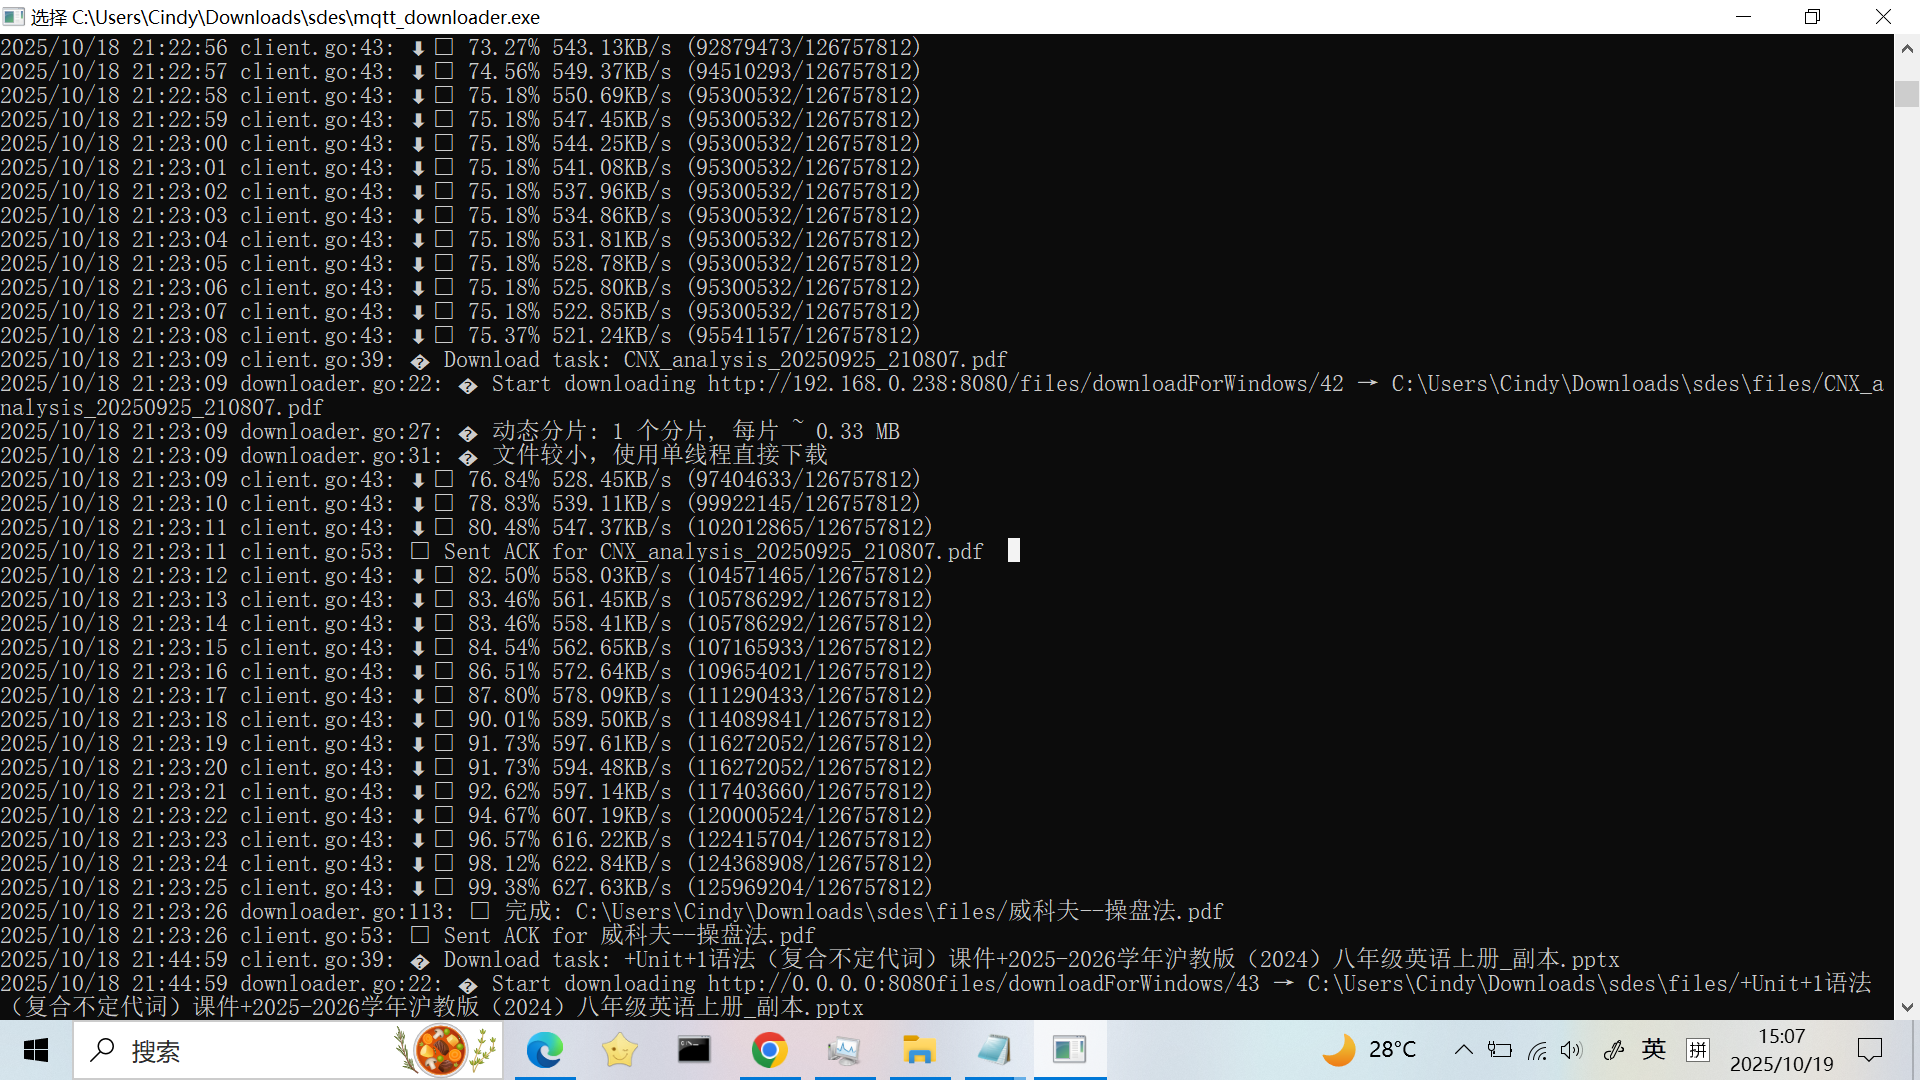 选择 C:\Users\Cindy\Downloads\sdes\mqtt_downloader.exe
2025/10/18 21:22:56 client.go:43: ⬇□ 73.27% 543.13KB/s (92879473/126757812)
2025/10/18 21:22:57 client.go:43: ⬇□ 74.56% 549.37KB/s (94510293/126757812)
2025/10/18 21:22:58 client.go:43: ⬇□ 75.18% 550.69KB/s (95300532/126757812)
2025/10/18 21:22:59 client.go:43: ⬇□ 75.18% 547.45KB/s (95300532/126757812)
2025/10/18 21:23:00 client.go:43: ⬇□ 75.18% 544.25KB/s (95300532/126757812)
2025/10/18 21:23:01 client.go:43: ⬇□ 75.18% 541.08KB/s (95300532/126757812)
2025/10/18 21:23:02 client.go:43: ⬇□ 75.18% 537.96KB/s (95300532/126757812)
2025/10/18 21:23:03 client.go:43: ⬇□ 75.18% 534.86KB/s (95300532/126757812)
2025/10/18 21:23:04 client.go:43: ⬇□ 75.18% 531.81KB/s (95300532/126757812)
2025/10/18 21:23:05 client.go:43: ⬇□ 75.18% 528.78KB/s (95300532/126757812)
2025/10/18 21:23:06 client.go:43: ⬇□ 75.18% 525.80KB/s (95300532/126757812)
2025/10/18 21:23:07 client.go:43: ⬇□ 75.18% 522.85KB/s (95300532/126757812)
2025/10/18 21:23:08 client.go:43: ⬇□ 75.37% 521.24KB/s (95541157/126757812)
2025/10/18 21:23:09 client.go:39: � Download task: CNX_analysis_20250925_210807.pdf
2025/10/18 21:23:09 downloader.go:22: � Start downloading http://192.168.0.238:8080/files/downloadForWindows/42 → C:\Users\Cindy\Downloads\sdes\files/CNX_a
nalysis_20250925_210807.pdf
2025/10/18 21:23:09 downloader.go:27: � 动态分片: 1 个分片, 每片 ~ 0.33 MB
2025/10/18 21:23:09 downloader.go:31: � 文件较小，使用单线程直接下载
2025/10/18 21:23:09 client.go:43: ⬇□ 76.84% 528.45KB/s (97404633/126757812)
2025/10/18 21:23:10 client.go:43: ⬇□ 78.83% 539.11KB/s (99922145/126757812)
2025/10/18 21:23:11 client.go:43: ⬇□ 80.48% 547.37KB/s (102012865/126757812)
2025/10/18 21:23:11 client.go:53: □ Sent ACK for CNX_analysis_20250925_210807.pdf
2025/10/18 21:23:12 client.go:43: ⬇□ 82.50% 558.03KB/s (104571465/126757812)
2025/10/18 21:23:13 client.go:43: ⬇□ 83.46% 561.45KB/s (105786292/126757812)
2025/10/18 21:23:14 client.go:43: ⬇□ 83.46% 558.41KB/s (105786292/126757812)
2025/10/18 21:23:15 client.go:43: ⬇□ 84.54% 562.65KB/s (107165933/126757812)
2025/10/18 21:23:16 client.go:43: ⬇□ 86.51% 572.64KB/s (109654021/126757812)
2025/10/18 21:23:17 client.go:43: ⬇□ 87.80% 578.09KB/s (111290433/126757812)
2025/10/18 21:23:18 client.go:43: ⬇□ 90.01% 589.50KB/s (114089841/126757812)
2025/10/18 21:23:19 client.go:43: ⬇□ 91.73% 597.61KB/s (116272052/126757812)
2025/10/18 21:23:20 client.go:43: ⬇□ 91.73% 594.48KB/s (116272052/126757812)
2025/10/18 21:23:21 client.go:43: ⬇□ 92.62% 597.14KB/s (117403660/126757812)
2025/10/18 21:23:22 client.go:43: ⬇□ 94.67% 607.19KB/s (120000524/126757812)
2025/10/18 21:23:23 client.go:43: ⬇□ 96.57% 616.22KB/s (122415704/126757812)
2025/10/18 21:23:24 client.go:43: ⬇□ 98.12% 622.84KB/s (124368908/126757812)
2025/10/18 21:23:25 client.go:43: ⬇□ 99.38% 627.63KB/s (125969204/126757812)
2025/10/18 21:23:26 downloader.go:113: □ 完成: C:\Users\Cindy\Downloads\sdes\files/威科夫--操盘法.pdf
2025/10/18 21:23:26 client.go:53: □ Sent ACK for 威科夫--操盘法.pdf
2025/10/18 21:44:59 client.go:39: � Download task: +Unit+1语法（复合不定代词）课件+2025-2026学年沪教版（2024）八年级英语上册_副本.pptx
2025/10/18 21:44:59 downloader.go:22: � Start downloading http://0.0.0.0:8080files/downloadForWindows/43 → C:\Users\Cindy\Downloads\sdes\files/+Unit+1语法
（复合不定代词）课件+2025-2026学年沪教版（2024）八年级英语上册_副本.pptx
搜索
28°C
英
拼
15:07
2025/10/19